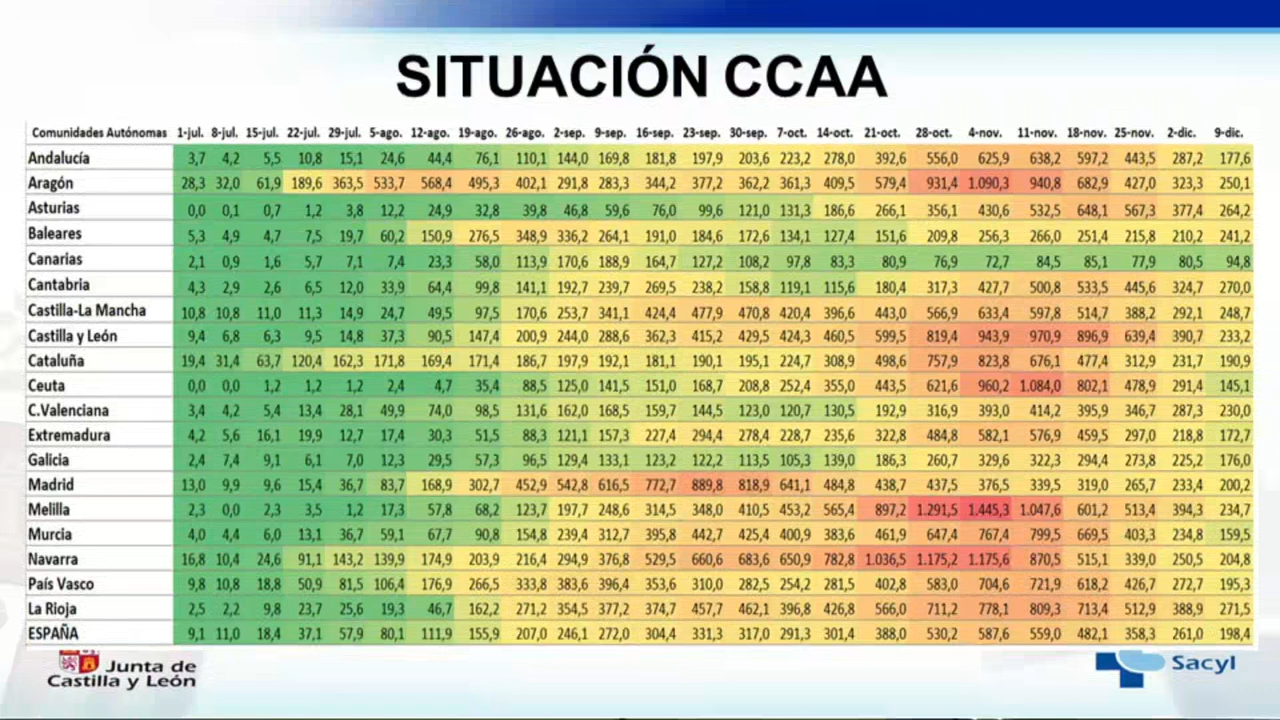 SITUACIÓN CCAA
Comunidades Autónomas 1-jul. 8-jul. 15-jul. 22-jul. 29-jul. 5-ago. 12-ago. 19-ago. 26-ago. 2-sep. 9-sep. 16-sep. 23-sep. 30-sep. 7-oct. 14-oct. 21-oct. 28-oct. 4-nov. 11-nov. 18-nov. 25-nov. 2-dic. 9-dic.
Andalucía 3,7 4,2 5,5 10,8 15,1 24,6 44,4 76,1 110,1 144,0 169,8 181,8 197,9 203,6 223,2 278,0 392,6 556,0 625,9 638,2 597,2 443,5 287,2 177,6
Aragón 28,3 32,0 61,9 189,6 363,5 533,7 568,4 495,3 402,1 291,8 283,3 344,2 377,2 362,2 361,3 409,5 579,4 931,4 1.090,3 940,8 682,9 427,0 323,3 250,1
Asturias 0,0 0,1 0,7 1,2 3,8 12,2 24,9 32,8 39,8 46,8 59,6 76,0 99,6 121,0 131,3 186,6 266,1 356,1 430,6 532,5 648,1 567,3 377,4 264,2
Baleares 5,3 4,9 4,7 7,5 19,7 60,2 150,9 276,5 348,9 336,2 264,1 191,0 184,6 172,6 134,1 127,4 151,6 209,8 256,3 266,0 251,4 215,8 210,2 241,2
Canarias 2,1 0,9 1,6 5,7 7,1 7,4 23,3 58,0 113,9 170,6 188,9 164,7 127,2 108,2 97,8 83,3 80,9 76,9 72,7 84,5 85,1 77,9 80,5 94,8
Cantabria 4,3 2,9 2,6 6,5 12,0 33,9 64,4 99,8 141,1 192,7 239,7 269,5 238,2 158,8 119,1 115,6 180,4 317,3 427,7 500,8 533,5 445,6 324,7 270,0
Castilla-La Mancha 10,8 10,8 11,0 11,3 14,9 24,7 49,5 97,5 170,6 253,7 341,1 424,4 477,9 470,8 420,4 396,6 443,0 566,9 633,4 597,8 514,7 388,2 292,1 248,7
Castilla y León 9,4 6,8 6,3 9,5 14,8 37,3 90,5 147,4 200,9 244,0 288,6 362,3 415,2 429,5 424,3 460,5 599,5 819,4 943,9 970,9 896,9 639,4 390,7 233,2
Cataluña 19,4 31,4 63,7 120,4 162,3 171,8 169,4 171,4 186,7 197,9 192,1 181,1 190,1 195,1 224,7 308,9 498,6 757,9 823,8 676,1 477,4 312,9 231,7 190,9
Ceuta 0,0 0,0 1,2 1,2 1,2 2,4 4,7 35,4 88,5 125,0 141,5 151,0 168,7 208,8 252,4 355,0 443,5 621,6 960,2 1.084,0 802,1 478,9 291,4 145,1
C.Valenciana 3,4 4,2 5,4 13,4 28,1 49,9 74,0 98,5 131,6 162,0 168,5 159,7 144,5 123,0 120,7 130,5 192,9 316,9 393,0 414,2 395,9 346,7 287,3 230,0
Extremadura 4,2 5,6 16,1 19,9 12,7 17,4 30,3 51,5 88,3 121,1 157,3 227,4 294,4 278,4 228,7 235,6 322,8 484,8 582,1 576,9 459,5 297,0 218,8 172,7
Galicia 2,4 7,4 9,1 6,1 7,0 12,3 29,5 57,3 96,5 129,4 133,1 123,2 122,2 113,5 105,3 139,0 186,3 260,7 329,6 322,3 294,4 273,8 225,2 176,0
Madrid 13,0 9,9 9,6 15,4 36,7 83,7 168,9 302,7 452,9 542,8 616,5 772,7 889,8 818,9 641,1 484,8 438,7 437,5 376,5 339,5 319,0 265,7 233,4 200,2
Melilla 2,3 0,0 2,3 3,5 1,2 17,3 57,8 68,2 123,7 197,7 248,6 314,5 348,0 410,5 453,2 565,4 897,2 1.291,5 1.445,3 1.047,6 601,2 513,4 394,3 234,7
Murcia 4,0 4,4 6,0 13,1 36,7 59,1 67,7 90,8 154,8 239,4 312,7 395,8 427,4 425,4 400,9 383,6 461,9 647,4 767,4 799,5 669,5 403,3 234,8 159,5
Navarra 16,8 10,4 24,6 91,1 143,2 139,9 174,9 203,9 216,4 294,9 376,8 529,5 660,6 683,6 650,9 782,8 1.036,5 1.175,2 1.175,6 870,5 515,1 339,0 250,5 204,8
País Vasco 9,8 10,8 18,8 50,9 81,5 106,4 176,9 266,5 333,8 383,6 396,4 353,6 310,0 282,5 254,2 281,5 402,8 583,0 704,6 721,9 618,2 426,7 272,7 195,3
La Rioja 2,5 2,2 9,8 23,7 25,6 19,3 46,7 162,2 271,2 354,5 377,2 374,7 457,7 462,1 396,8 426,8 566,0 711,2 778,1 809,3 713,4 512,9 388,9 271,5
ESPAÑA 9,1 11,0 18,4 37,1 57,9 80,1 111,9 155,9 207,0 246,1 272,0 304,4 331,3 317,0 291,3 301,4 388,0 530,2 587,6 559,0 482,1 358,3 261,0 198,4
Junta de
Castilla y León
Sacyl